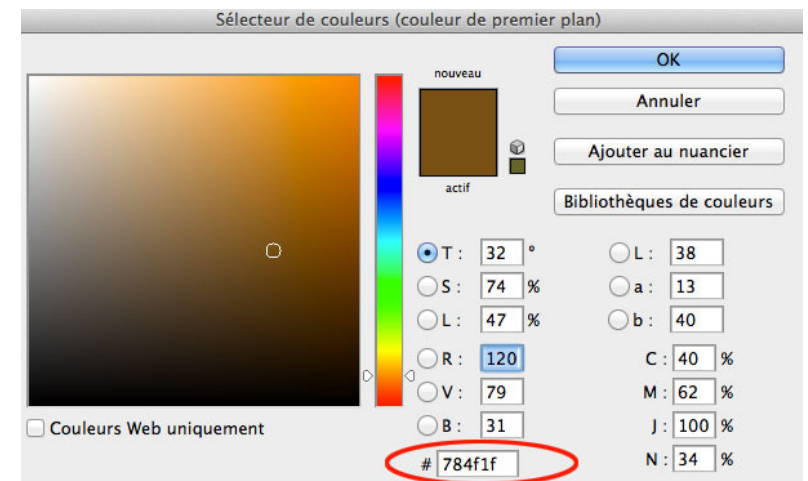 Sélecteur de couleurs (couleur de premier plan)
nouveau
actif
OK
Annuler
Ajouter au nuancier
Bibliothèques de couleurs
T : 32 °
L : 38
S : 74 %
a : 13
L : 47 %
b : 40
R : 120
C : 40 %
V : 79
M : 62 %
Couleurs Web uniquement
B : 31
J : 100 %
# 784f1f
N : 34 %